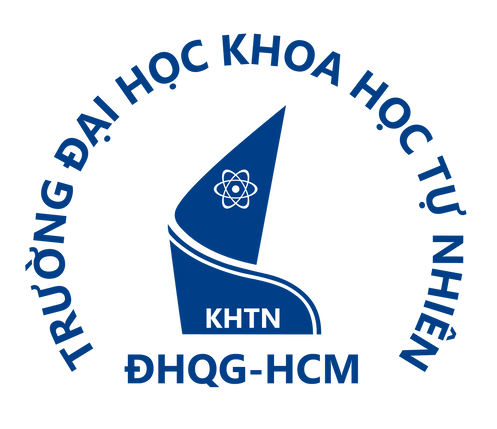 TRƯỜNG ĐẠI HỌC KHOA HỌC TỰ NHIÊN
KHTN
ĐHQG-HCM